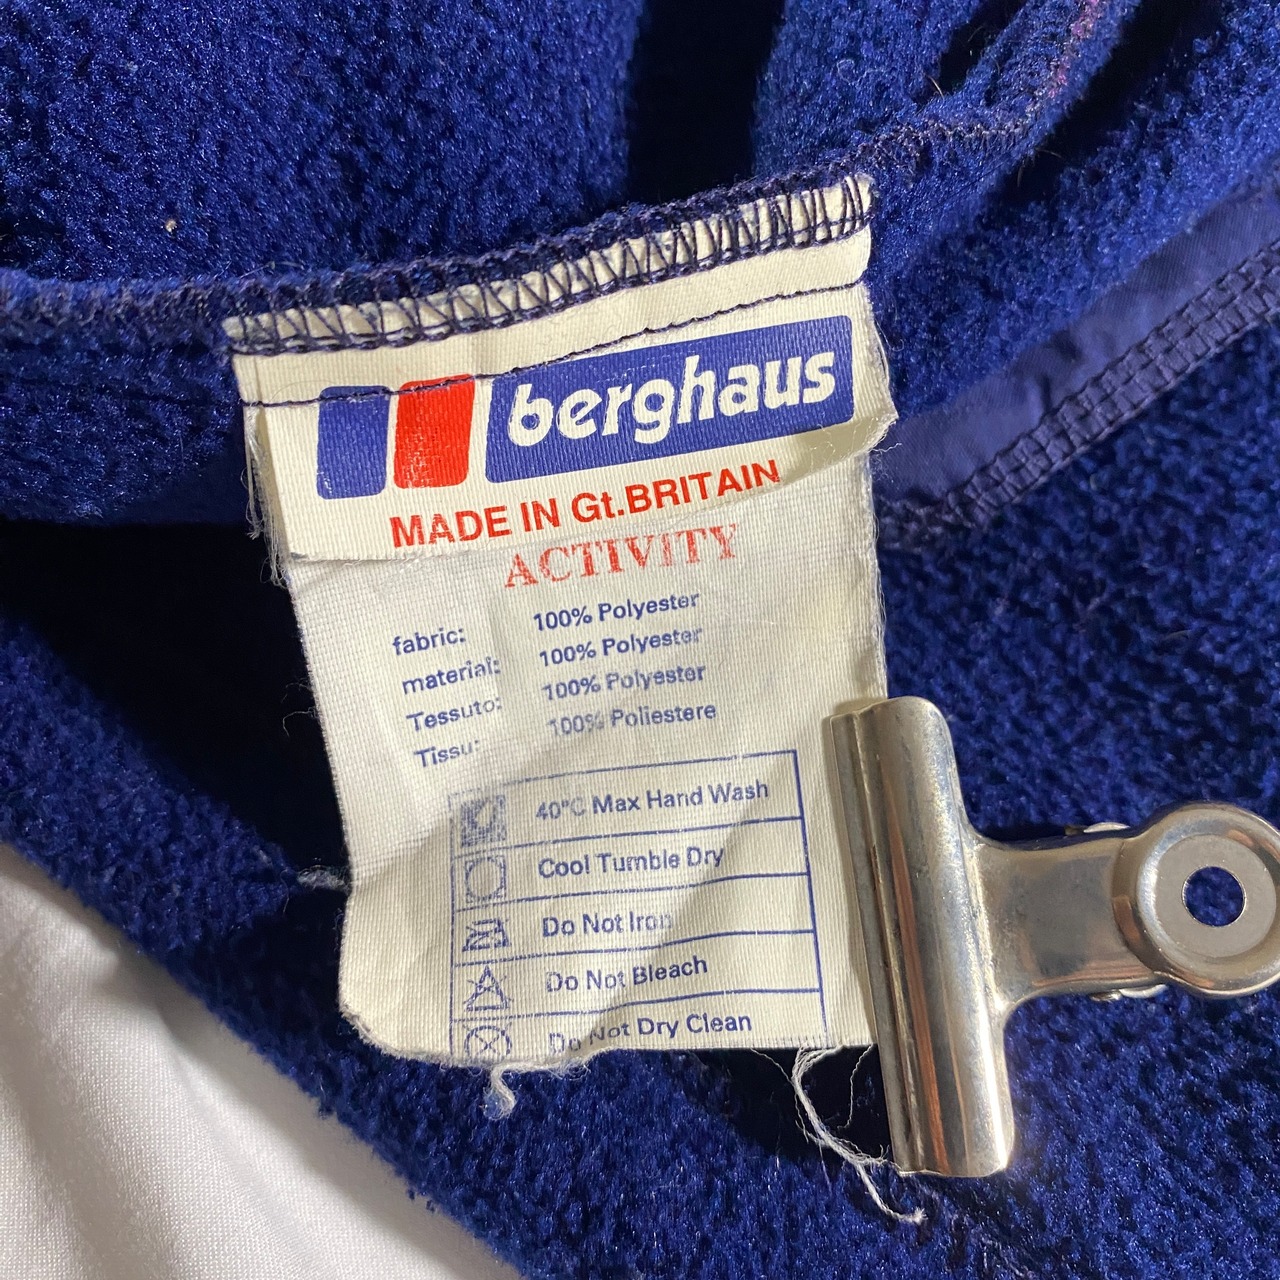 berghaus
MADE IN Gt.BRITAIN
ACTIVITY
fabric: 100% Polyester
material: 100% Polyester
Tessuto: 100% Polyester
Tissu: 100% Poliestere
40°C Max Hand Wash
Cool Tumble Dry
Do Not Iron
Do Not Bleach
Do Not Dry Clean